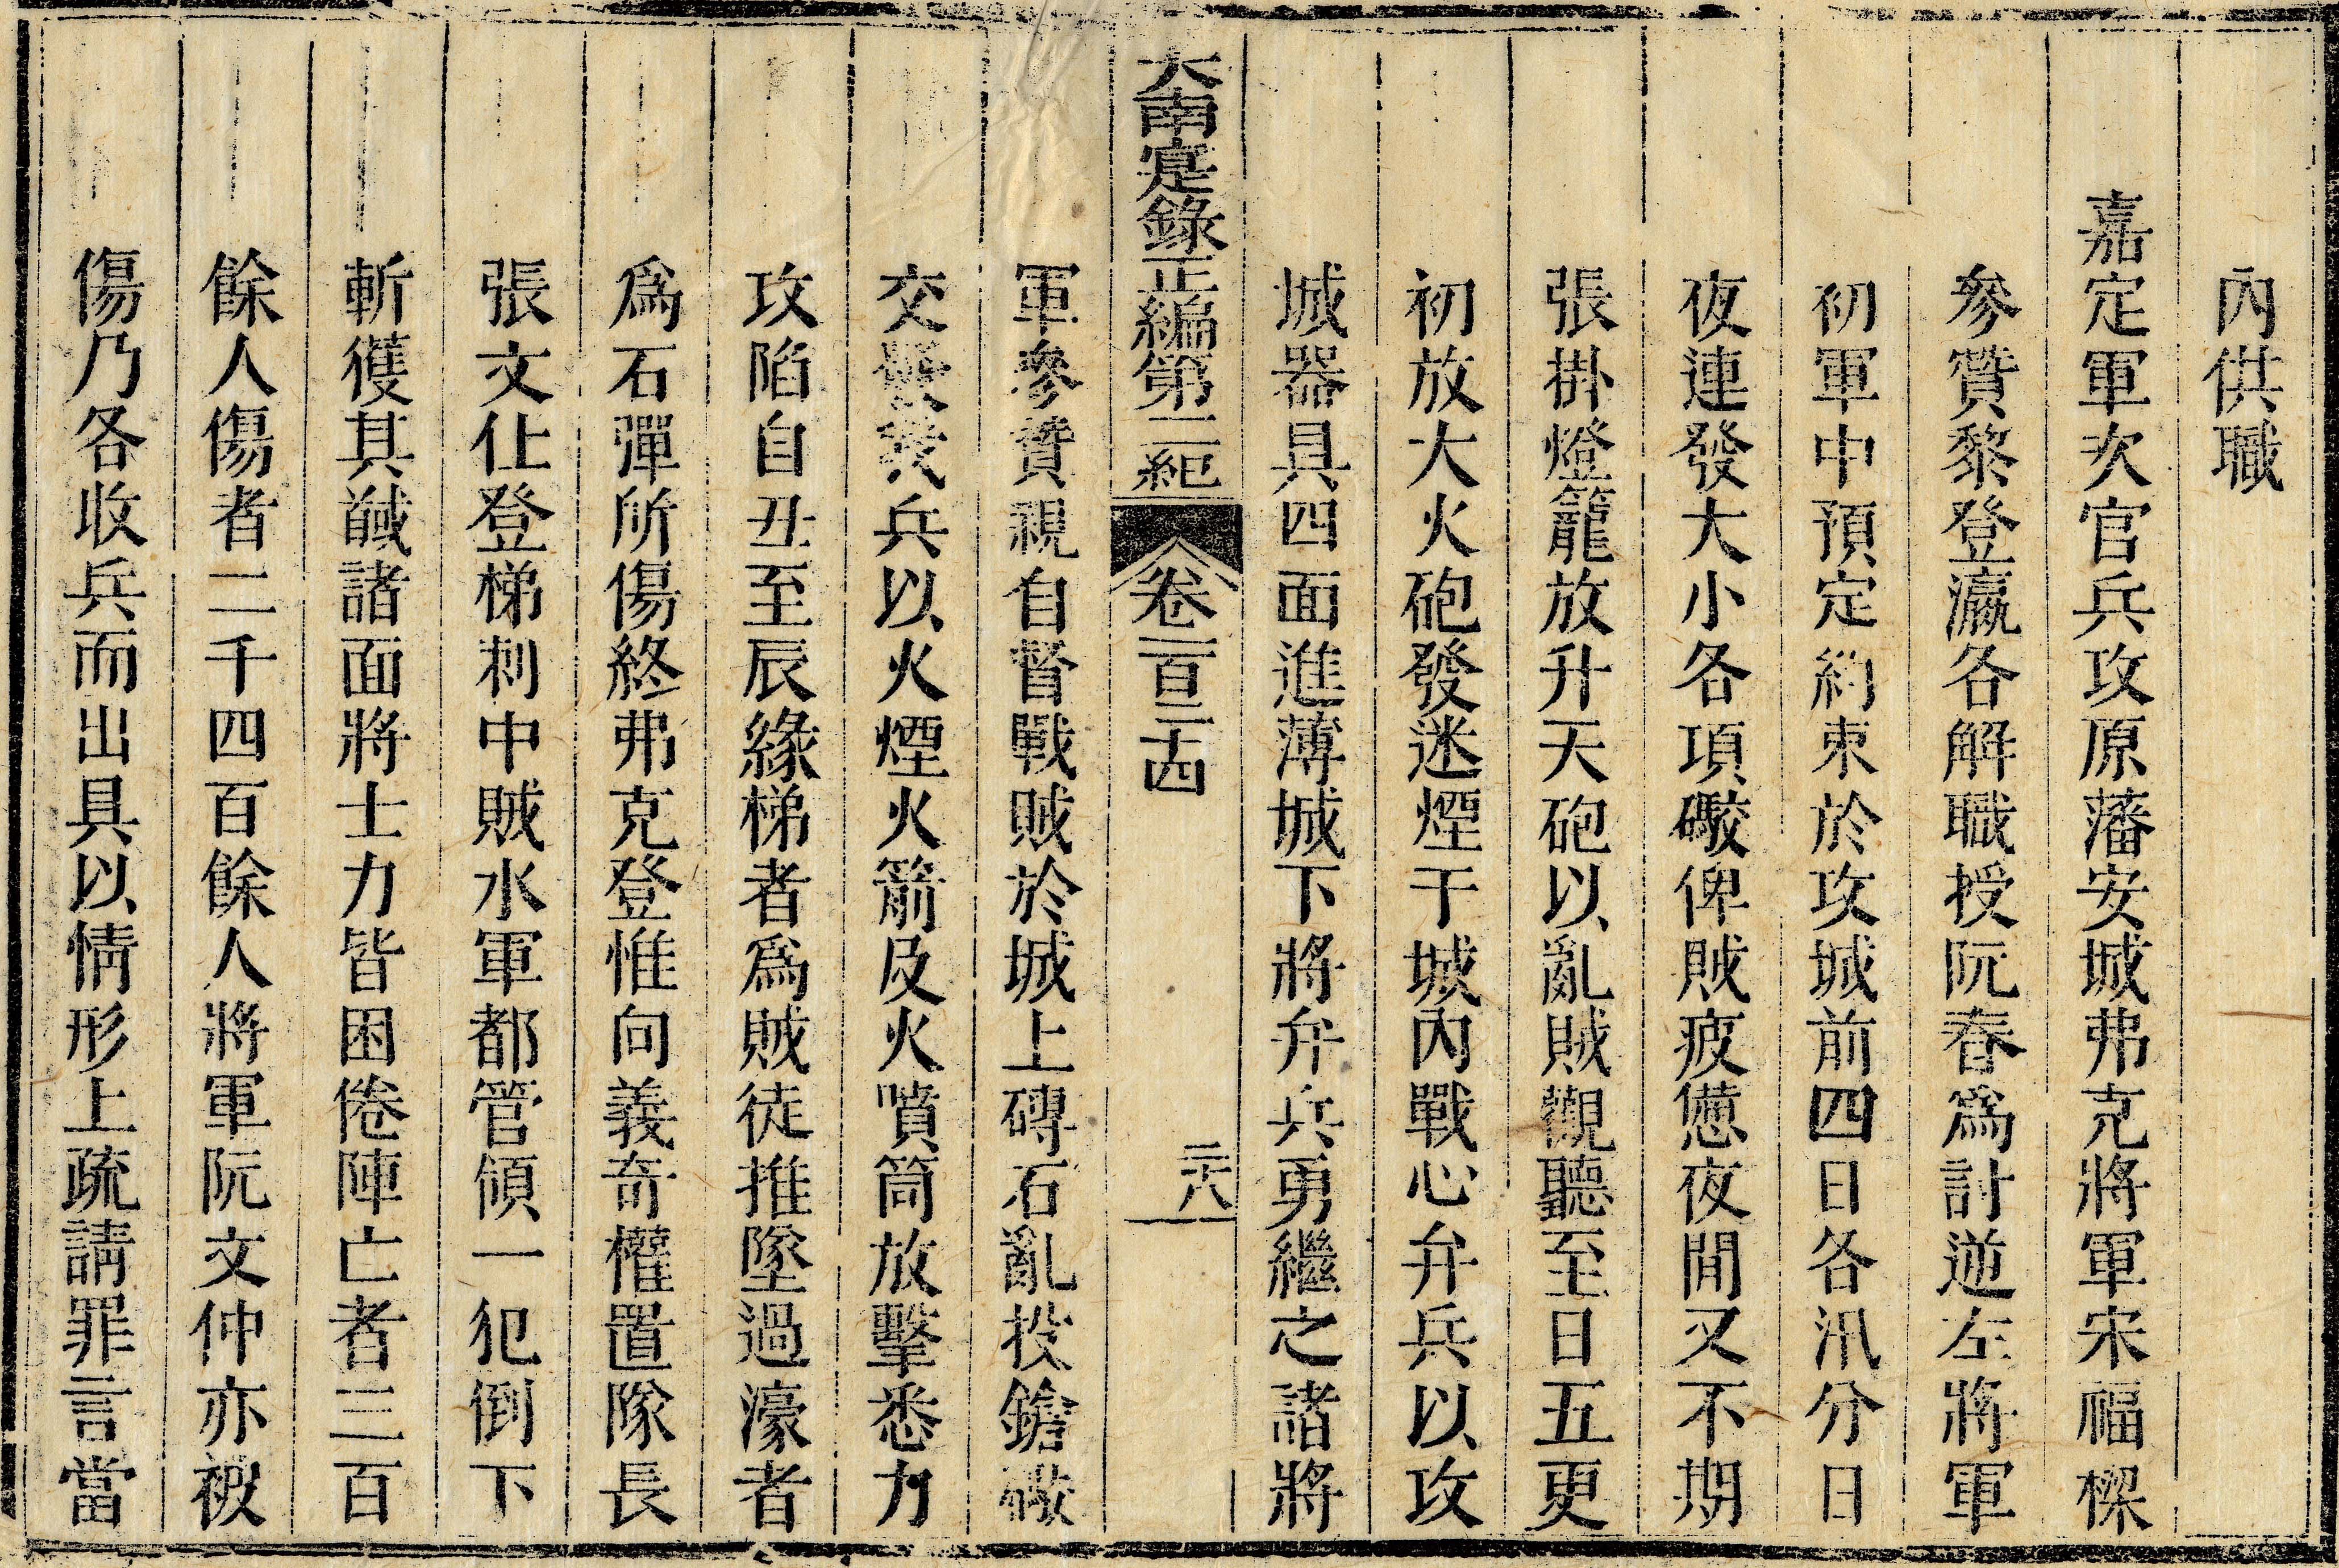 內供職
嘉定軍次官兵攻原藩安城弗克將軍宋福樑
參贊黎登瀛各解職授阮春為討逆左將軍
初軍中預定約束於攻城前四日各汛分日
夜連發大小各項礮俾賊疲憊夜間又不期
張掛燈籠放升天砲以亂賊觀聽至日五更
初放大火砲發迷煙干城內戰心弁兵以攻
城器具四面進薄城下將弁兵勇繼之諸將
大南寔錄正編第二紀 卷一百二十四 二十八
軍參贊親自督戰賊於城上磚石亂投鎗礮
交發我兵以火煙火箭及火噴筒放擊悉力
攻陷自丑至辰緣梯者為賊徒推墜過濠者
為石彈所傷終弗克登惟向義奇權置隊長
張文仕登梯刺中賊水軍都管領一犯倒下
斬獲其馘諸面將士力皆困倦陣亡者三百
餘人傷者二千四百餘人將軍阮文仲亦被
傷乃各收兵而出具以情形上疏請罪言當